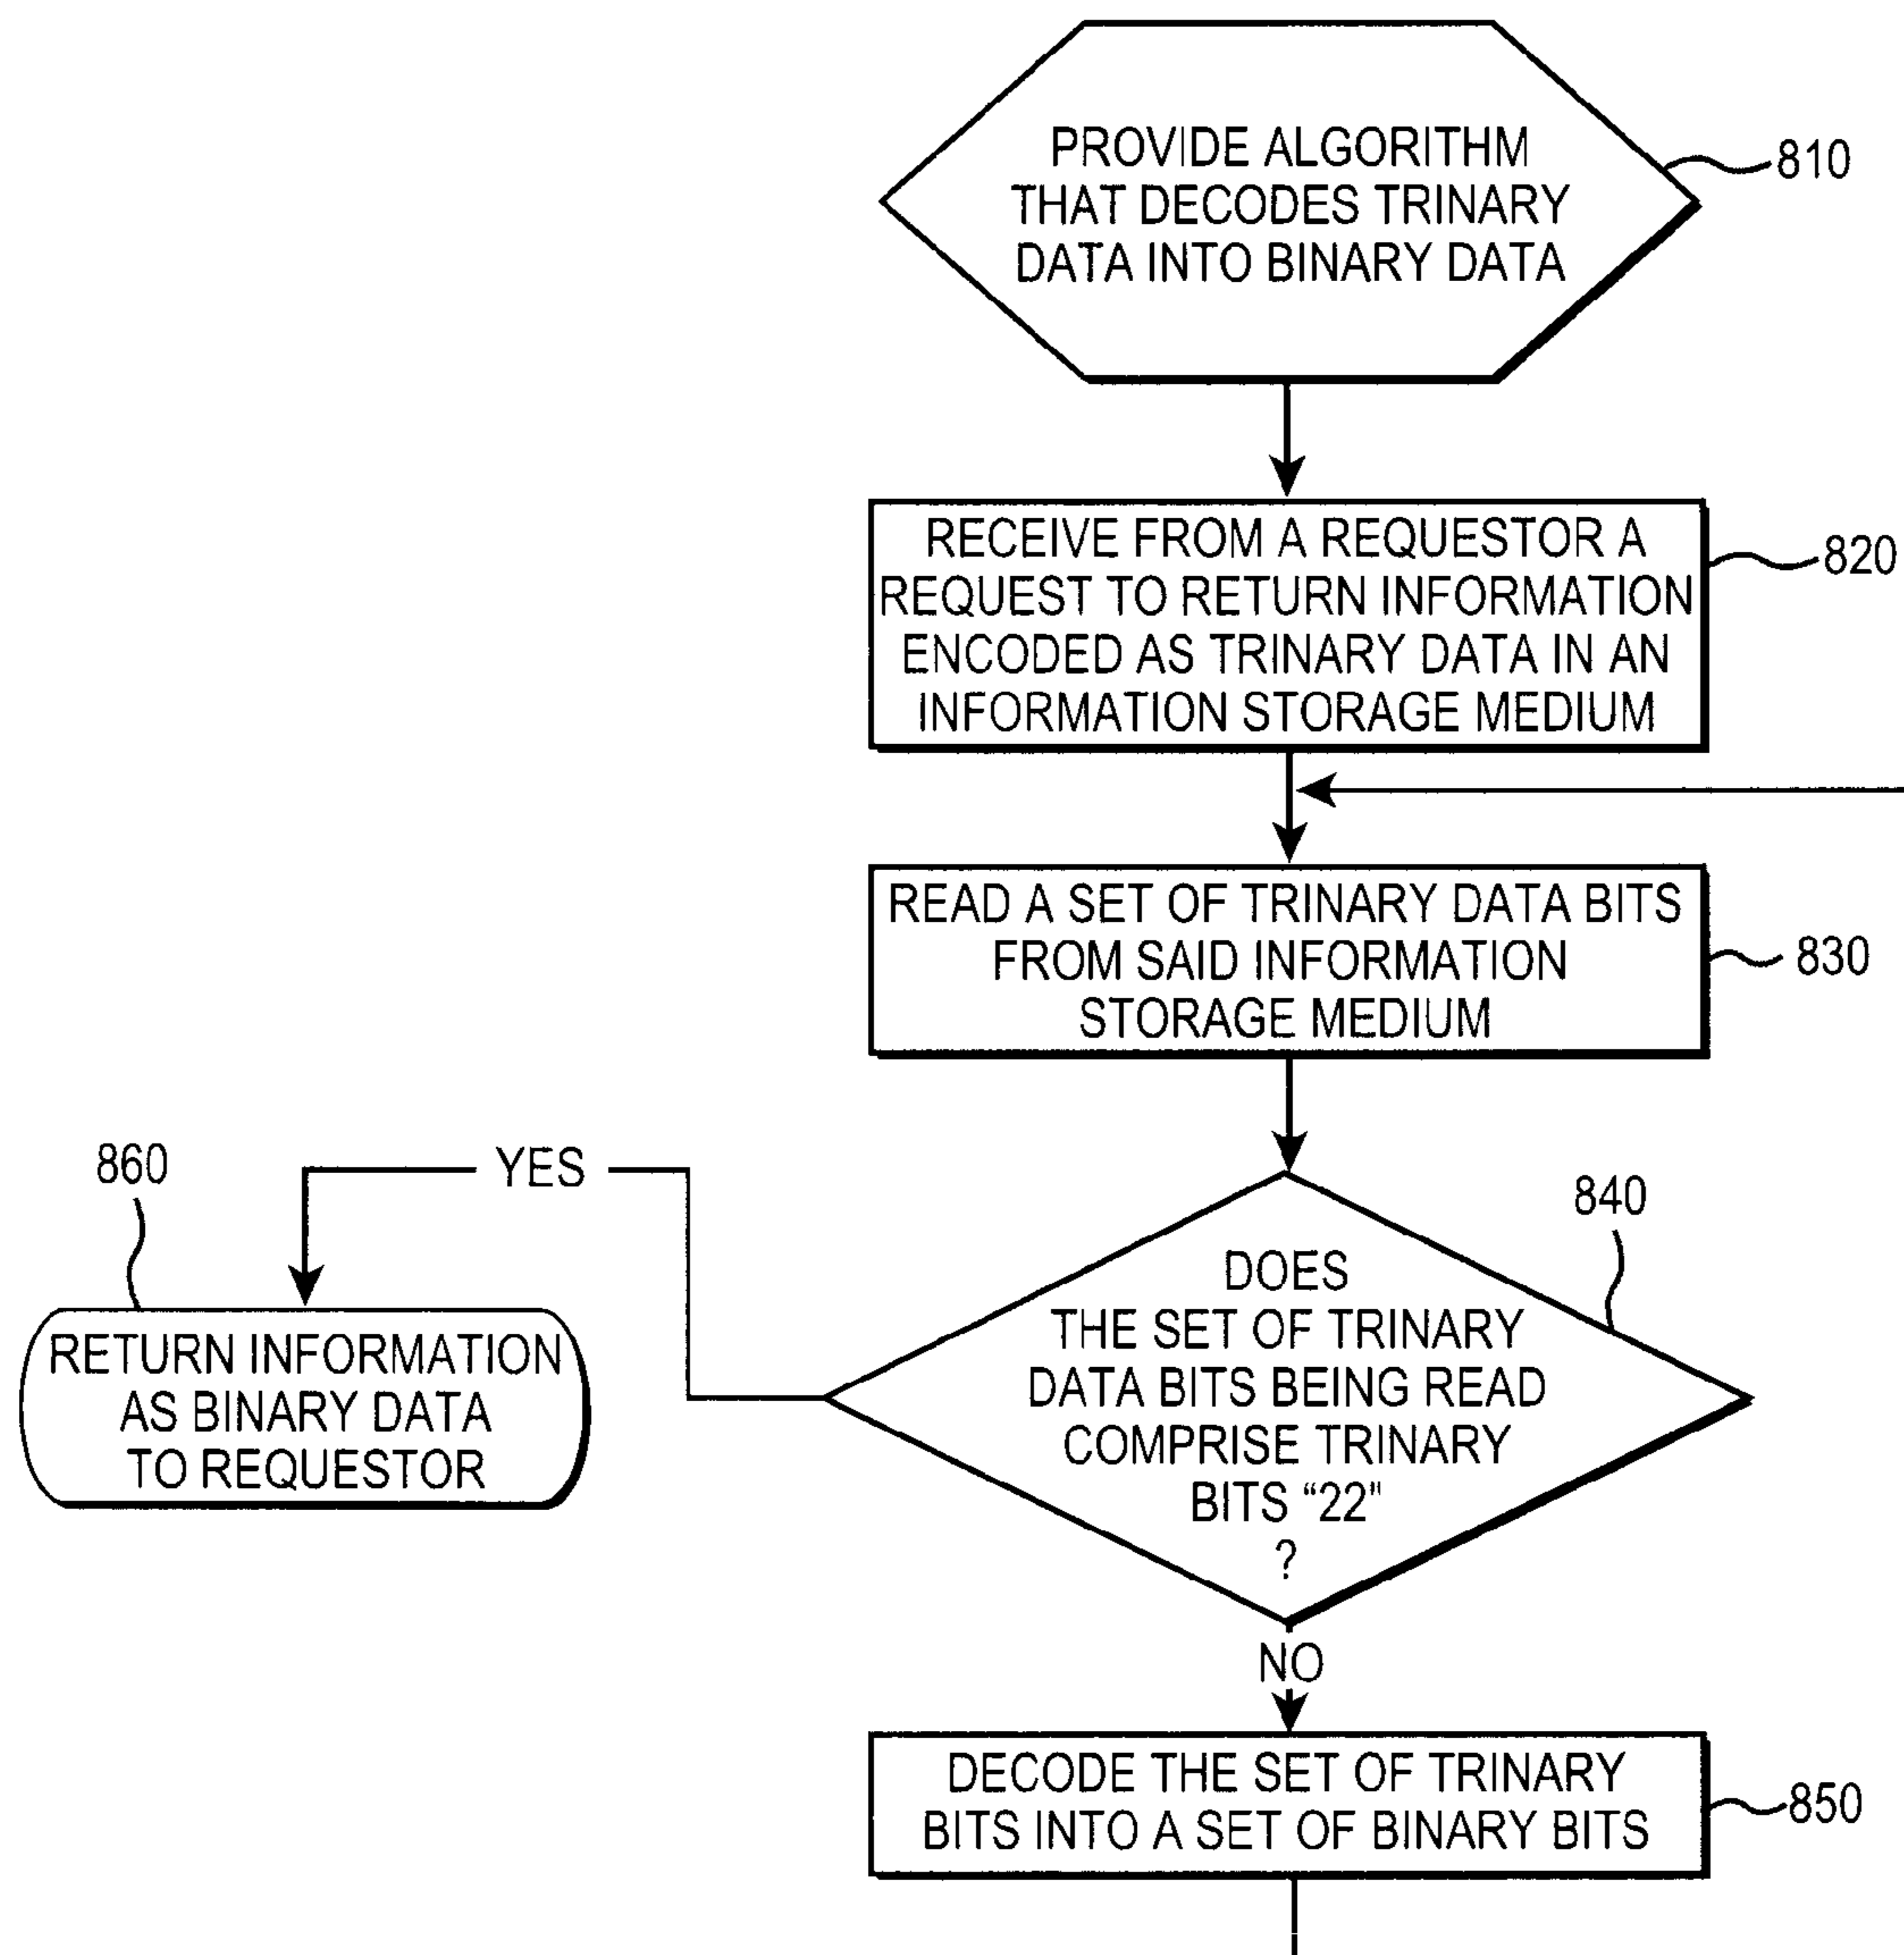 PROVIDE ALGORITHM
THAT DECODES TRINARY
DATA INTO BINARY DATA
810
RECEIVE FROM A REQUESTOR A
REQUEST TO RETURN INFORMATION
ENCODED AS TRINARY DATA IN AN
INFORMATION STORAGE MEDIUM
820
READ A SET OF TRINARY DATA BITS
FROM SAID INFORMATION
STORAGE MEDIUM
830
860
YES
840
RETURN INFORMATION
AS BINARY DATA
TO REQUESTOR
DOES
THE SET OF TRINARY
DATA BITS BEING READ
COMPRISE TRINARY
BITS “22"
?
NO
DECODE THE SET OF TRINARY
BITS INTO A SET OF BINARY BITS
850